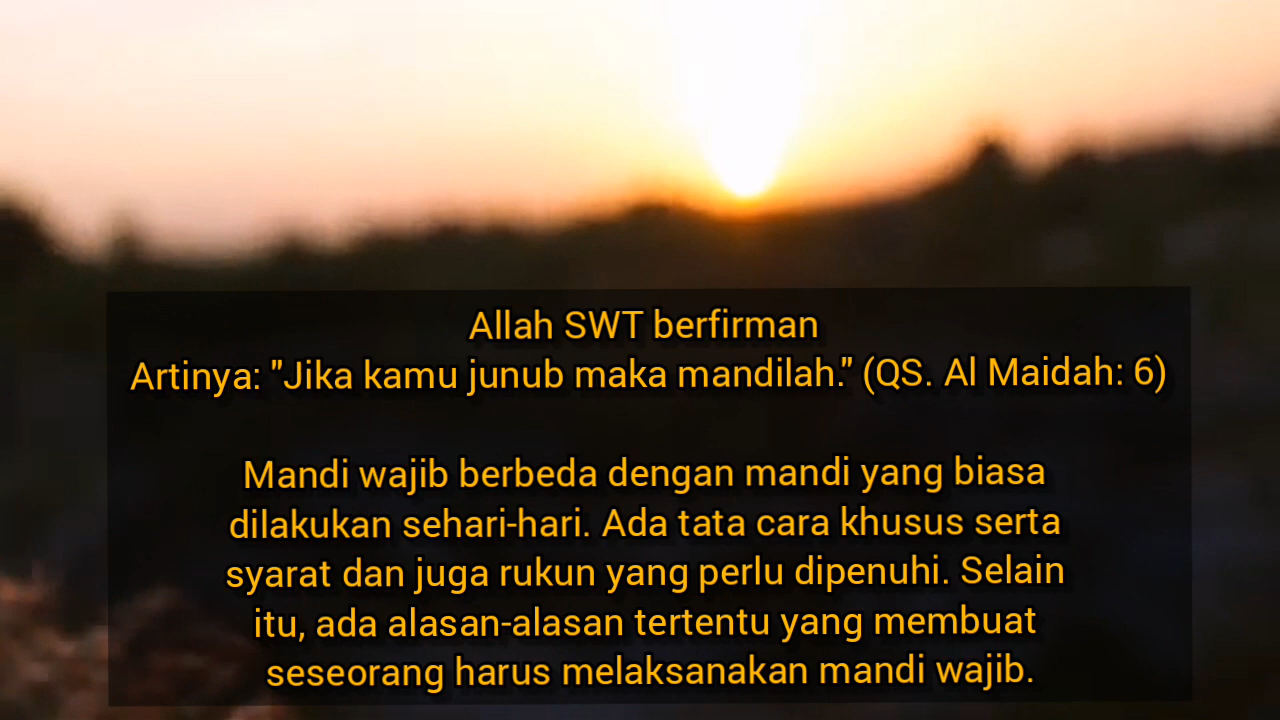 Allah SWT berfirman
Artinya: "Jika kamu junub maka mandilah." (QS. Al Maidah: 6)
Mandi wajib berbeda dengan mandi yang biasa
dilakukan sehari-hari. Ada tata cara khusus serta
syarat dan juga rukun yang perlu dipenuhi. Selain
itu, ada alasan-alasan tertentu yang membuat
seseorang harus melaksanakan mandi wajib.